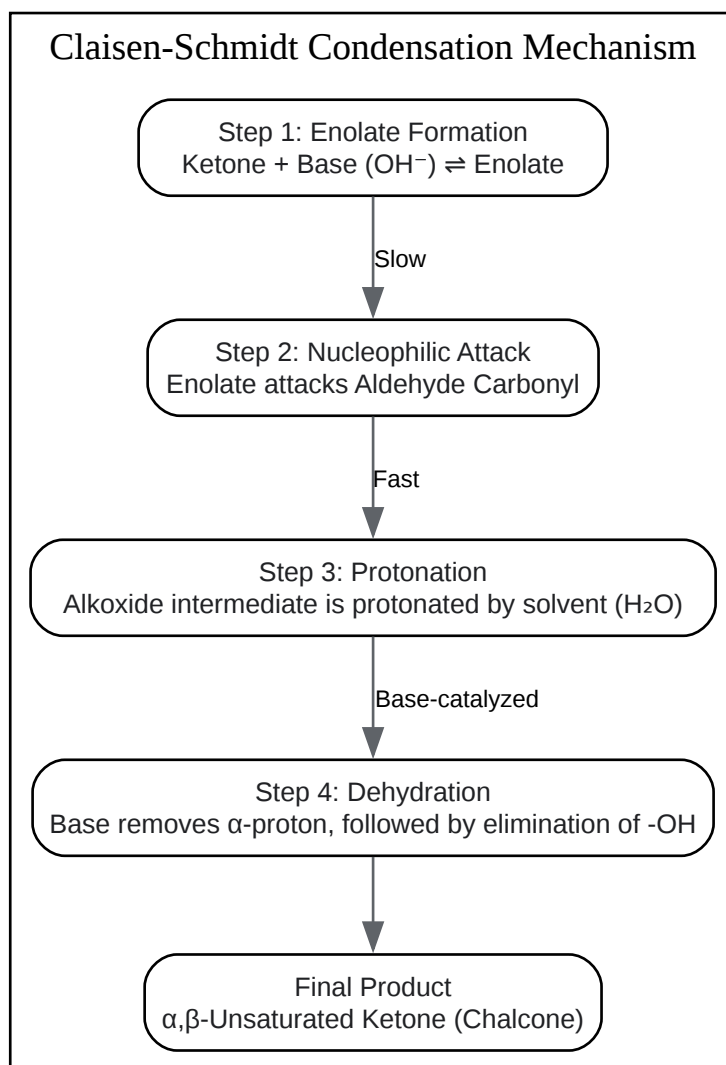 Claisen-Schmidt Condensation Mechanism
Step 1: Enolate Formation
Ketone + Base (OH⁻) ⇌ Enolate
Slow
Step 2: Nucleophilic Attack
Enolate attacks Aldehyde Carbonyl
Fast
Step 3: Protonation
Alkoxide intermediate is protonated by solvent (H₂O)
Base-catalyzed
Step 4: Dehydration
Base removes α-proton, followed by elimination of -OH
Final Product
α,β-Unsaturated Ketone (Chalcone)